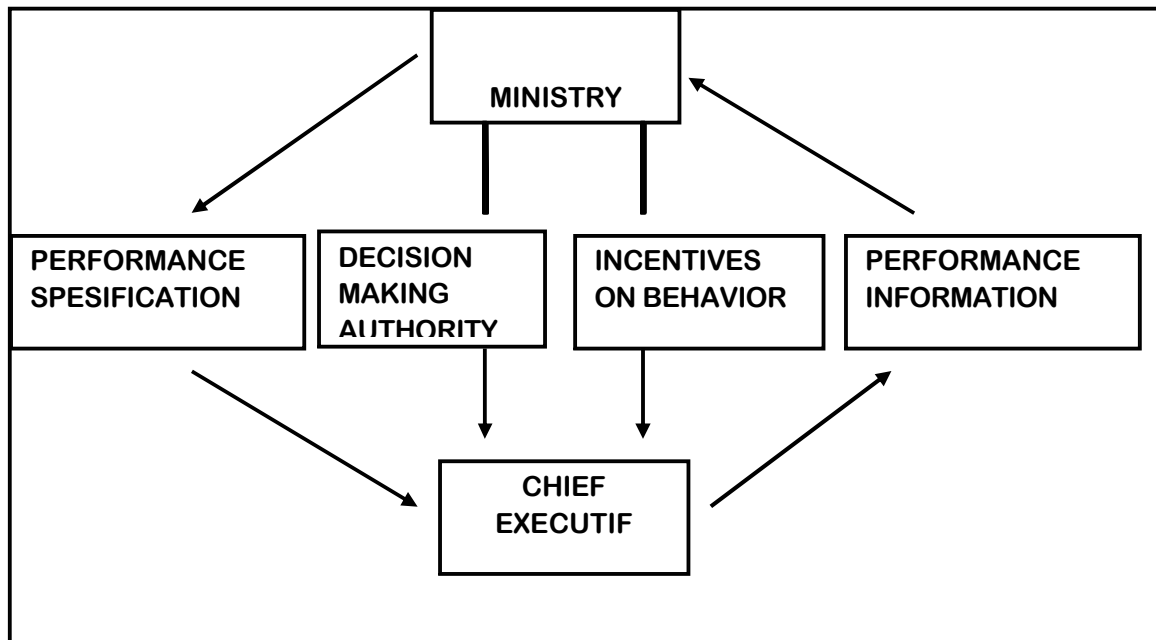 MINISTRY
PERFORMANCE
SPESIFICATION
DECISION
MAKING
AUTHORITY
INCENTIVES
ON BEHAVIOR
PERFORMANCE
INFORMATION
CHIEF
EXECUTIF